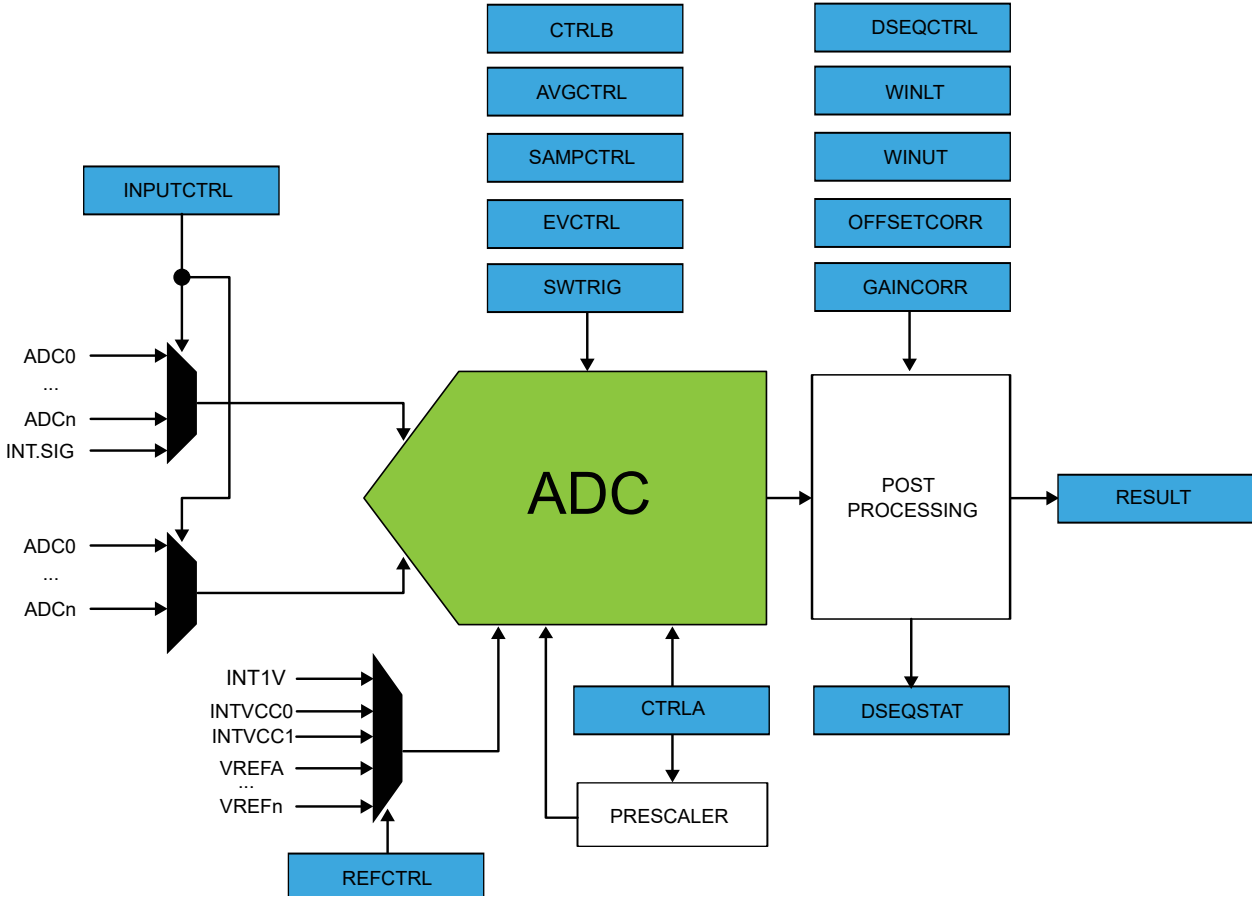 CTRLB
DSEQCTRL
AVGCTRL
WINLT
SAMPCTRL
WINUT
INPUTCTRL
EVCTRL
OFFSETCORR
SWTRIG
GAINCORR
ADC0
...
ADCn
INT.SIG
ADC
POST
PROCESSING
RESULT
ADC0
...
ADCn
INT1V
INTVCC0
INTVCC1
VREFA
...
VREFn
CTRLA
DSEQSTAT
PRESCALER
REFCTRL